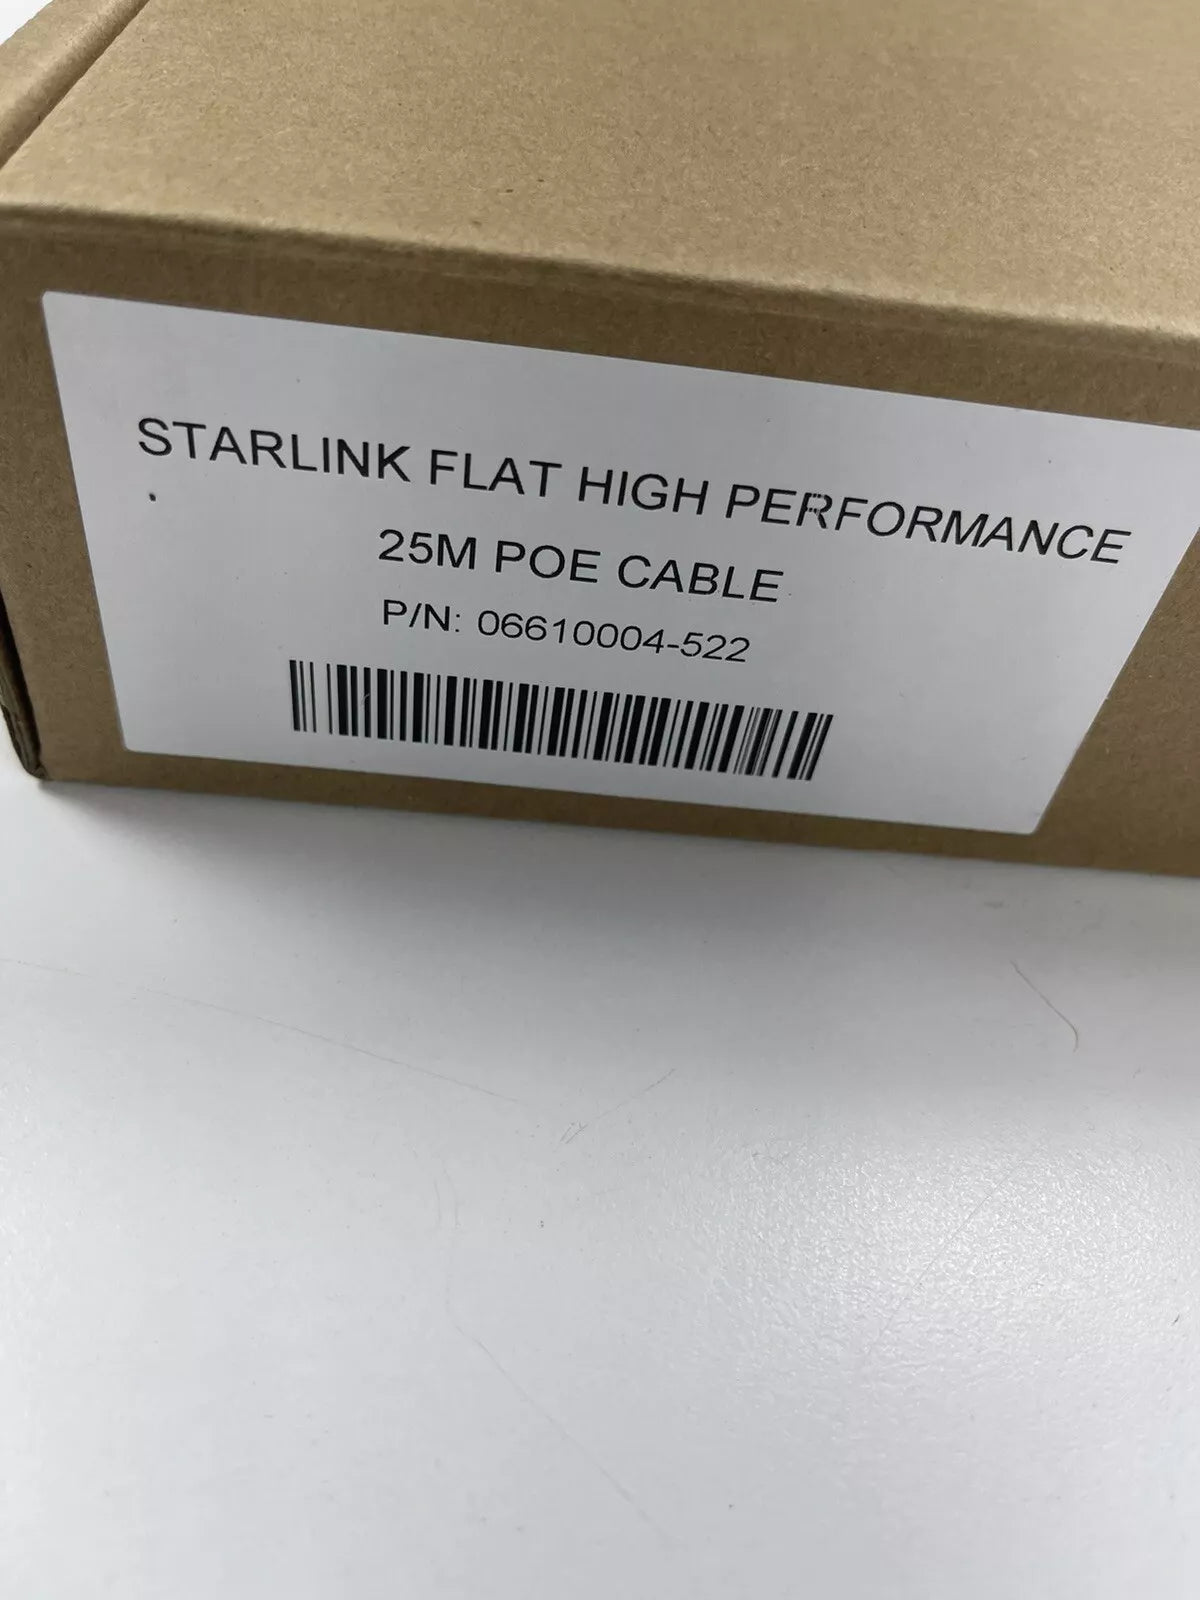 STARLINK FLAT HIGH PERFORMANCE
25M POE CABLE
P/N: 06610004-522